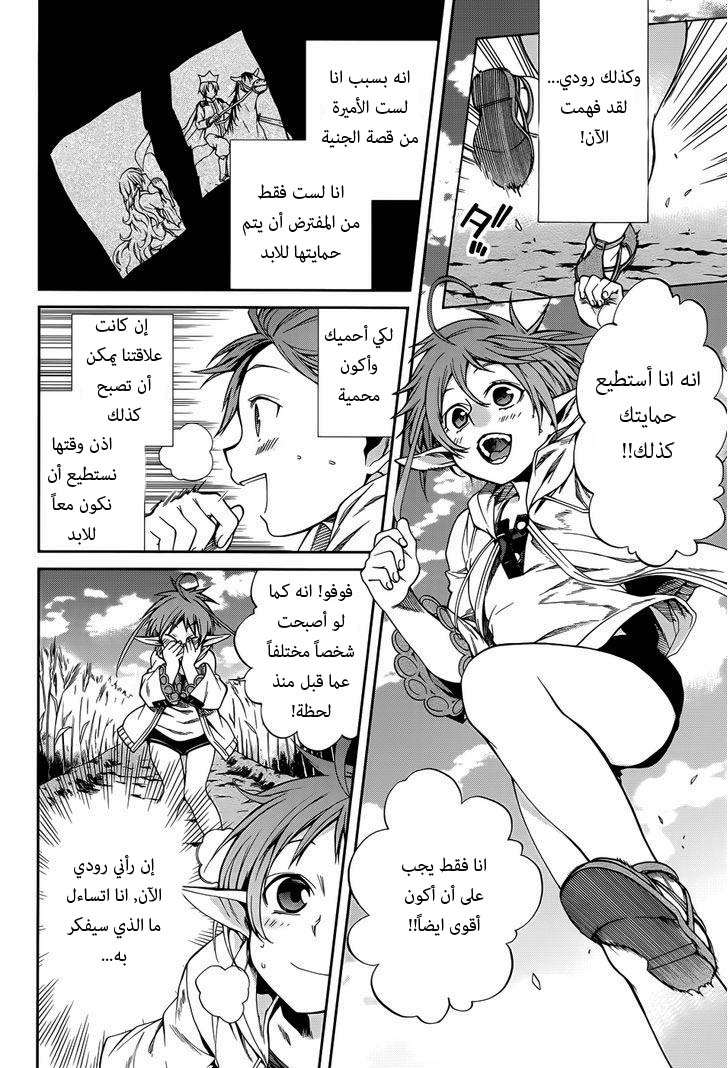 وكذلك رودي...
لقد فهمت
الآن!
ダッ
انه بسبب انا
لست الأميرة
من قصة الجنية
انا لست فقط
من المفترض أن يتم
حمايتها للابد
انه انا أستطيع
حمايتك
كذلك!!
لكي أحميك
وأكون
محمية
إن كانت
علاقتنا يمكن
أن تصبح
كذلك
اذن وقتها
نستطيع أن
نكون معاً
للابد
انا فقط يجب
على أن أكون
أقوى ايضاً!!
فوفو! انه كما
لو أصبحت
شخصاً مختلفاً
عما قبل منذ
لحظة!
إن رأني رودي
الآن, انا اتساءل
ما الذي سيفكر
به...